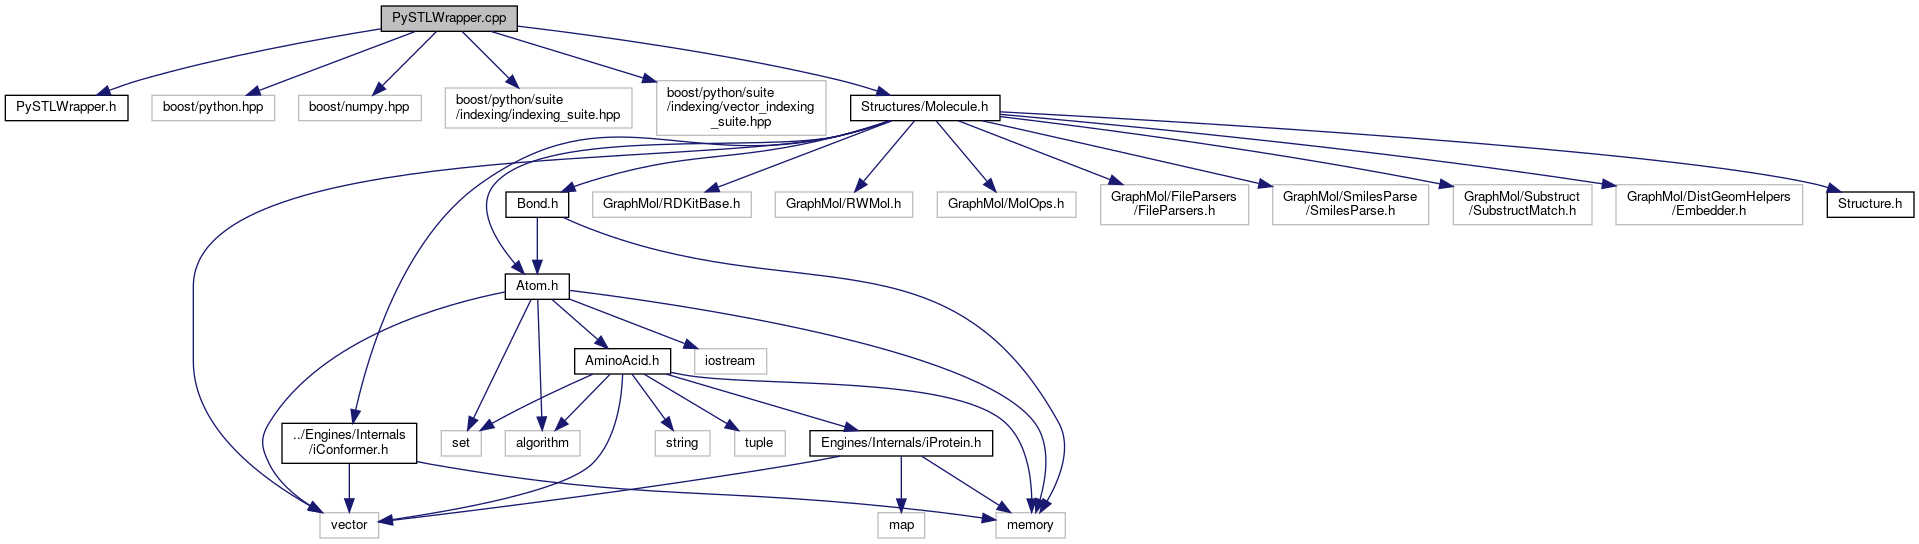 PySTLWrapper.cpp
PySTLWrapper.h
boost/python.hpp
boost/numpy.hpp
boost/python/suite
/indexing/indexing_suite.hpp
boost/python/suite
/indexing/vector_indexing
_suite.hpp
Structures/Molecule.h
Bond.h
GraphMol/RDKitBase.h
GraphMol/RWMol.h
GraphMol/MolOps.h
GraphMol/FileParsers
/FileParsers.h
GraphMol/SmilesParse
/SmilesParse.h
GraphMol/Substruct
/SubstructMatch.h
GraphMol/DistGeomHelpers
/Embedder.h
Structure.h
Atom.h
AminoAcid.h
iostream
../Engines/Internals
/iConformer.h
set
algorithm
string
tuple
Engines/Internals/iProtein.h
vector
map
memory